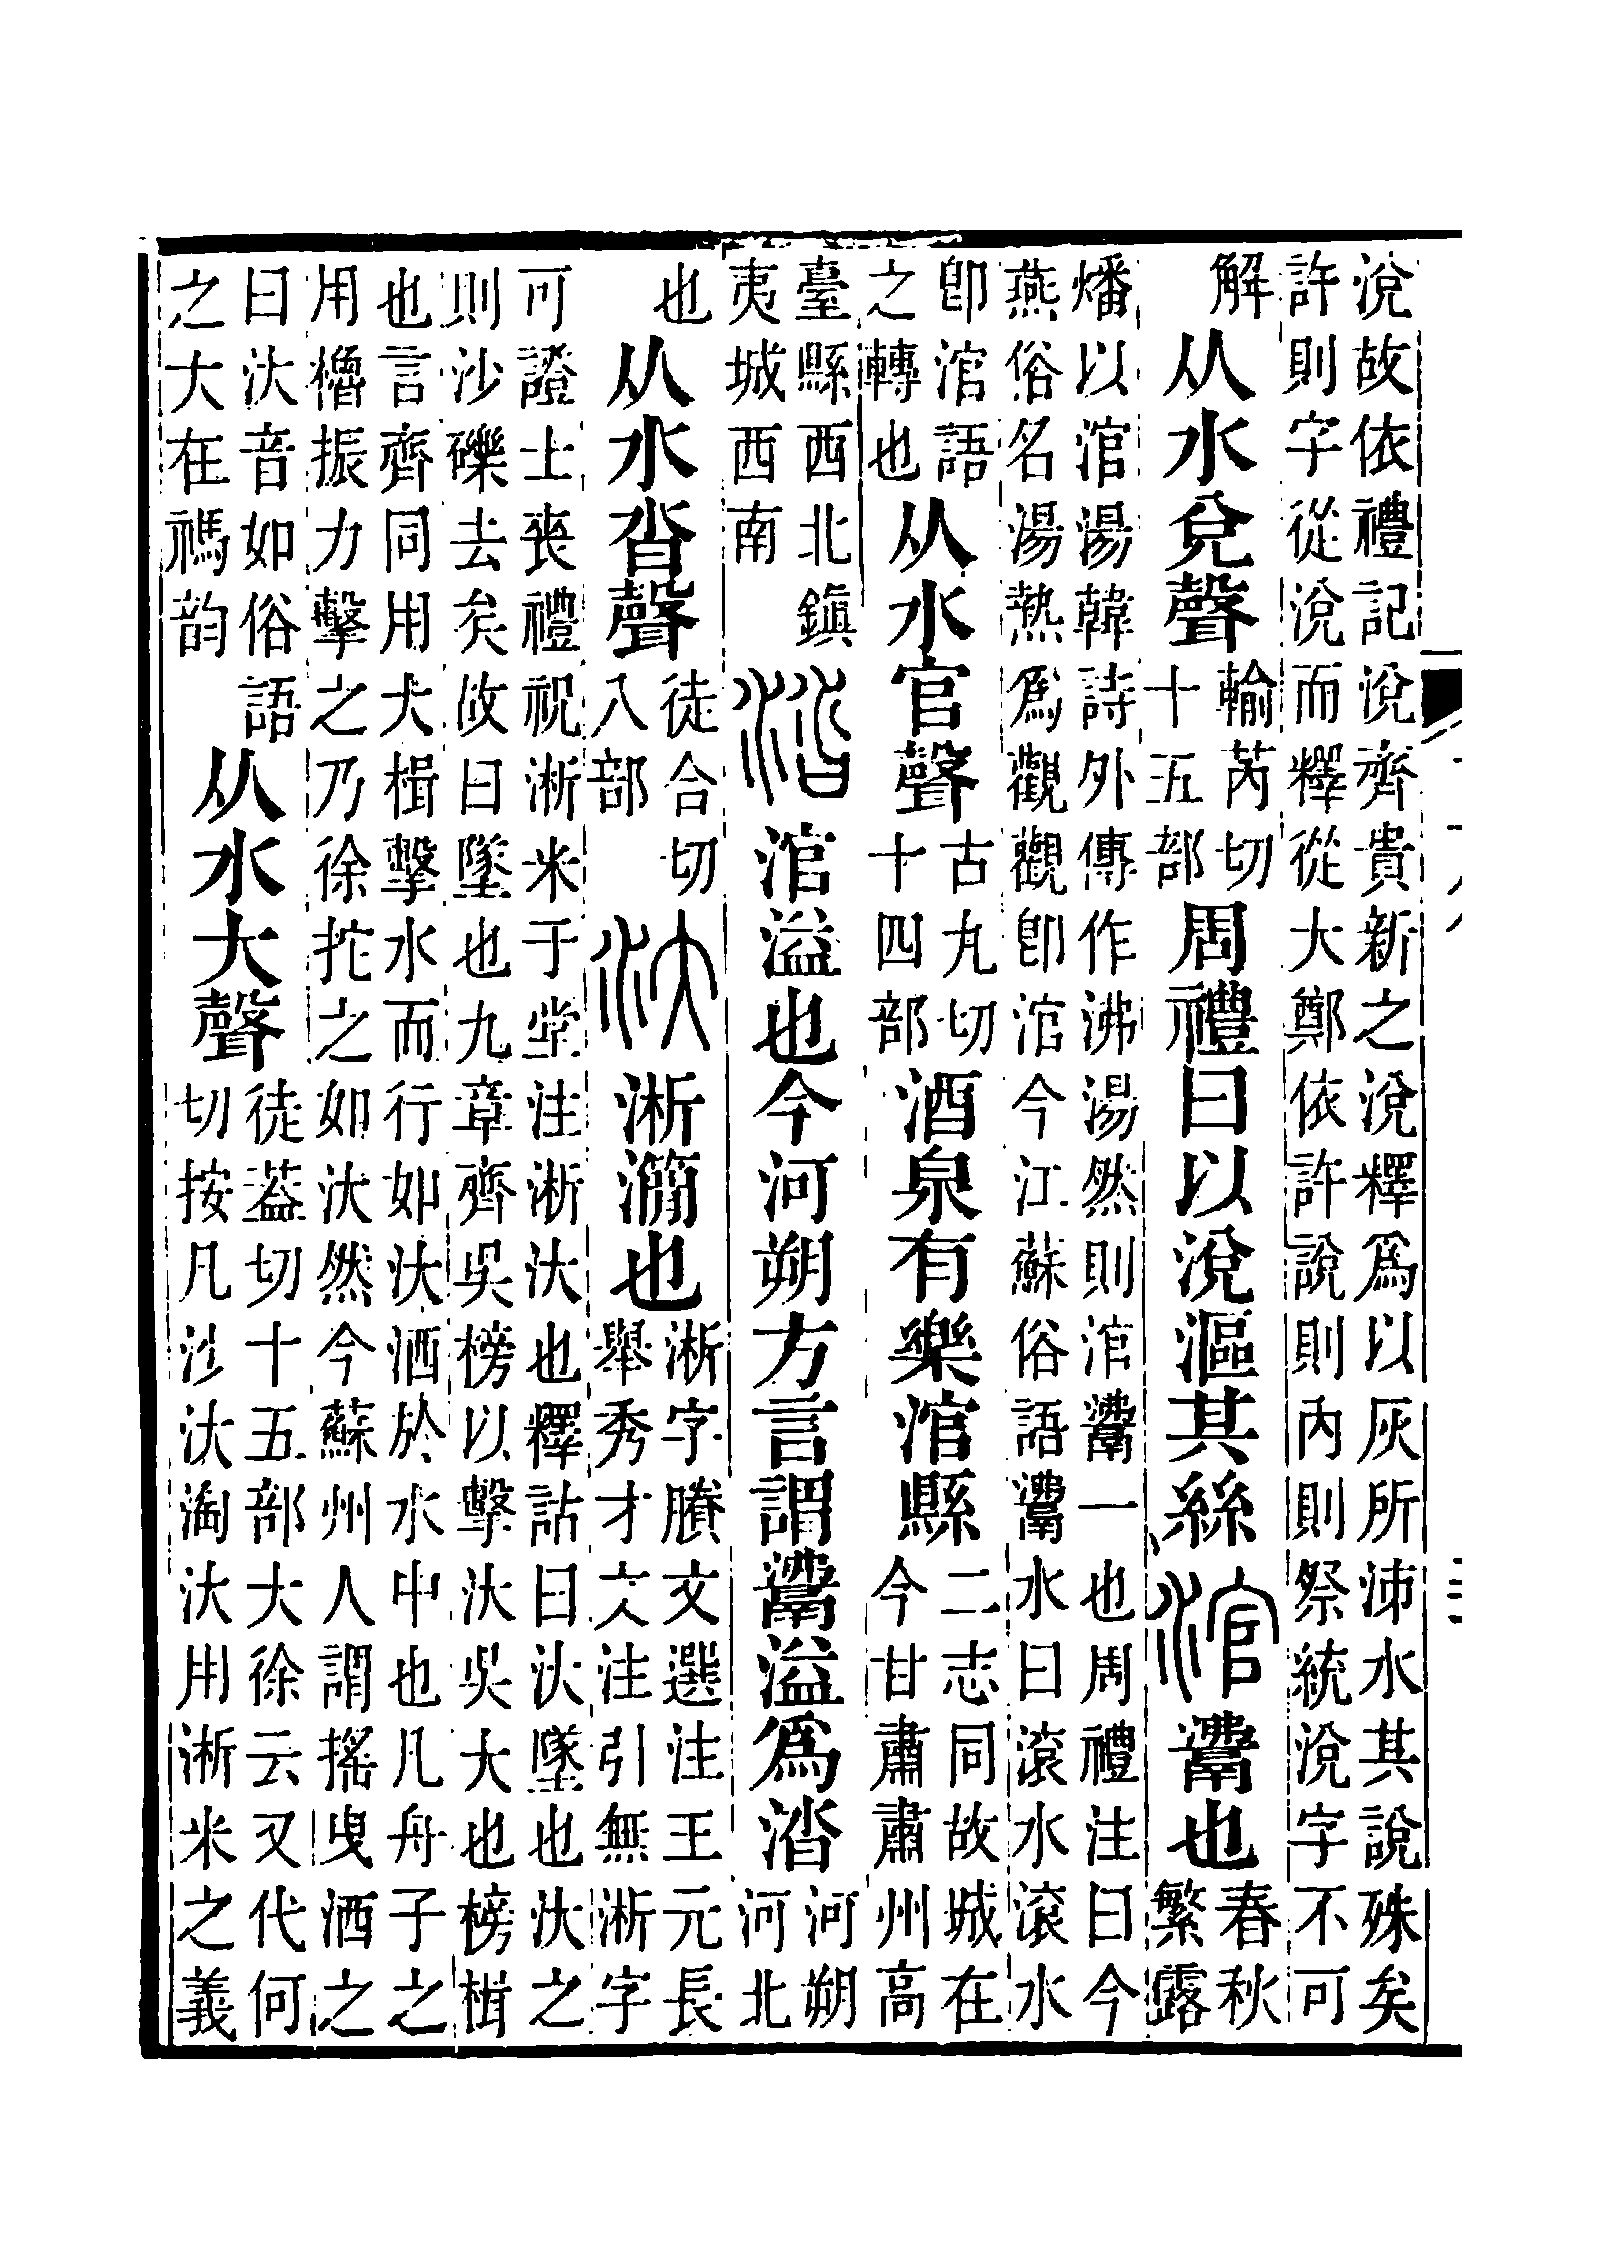 涗故依禮記涗齊貴新之涗釋爲以灰所泲水其說殊矣
許則字從涗而釋從大鄭依許說則內則祭統涗字不可
解从水兌聲輸芮切十五部周禮曰以涗漚其絲涫䰞也春秋繁露
燔以涫湯韓詩外傳作沸湯然則涫䰞一也周禮注曰今
燕俗名湯熱爲觀觀卽涫今江蘇俗語䰞水曰滾水滾水
卽涫語之轉也从水官聲古丸切十四部酒泉有樂涫縣二志同故城在今甘肅肅州高
臺縣西北鎭夷城西南涾涫溢也今河朔方言謂䰞溢爲涾河朔河北
也从水沓聲徒合切八部汏淅灡也淅字賸文選注王元長舉秀才文注引無淅字
可證士喪禮祝淅米于堂注淅汏也釋詁曰汏墜也汏之
則沙礫去矣故曰墜也九章齊吳榜以擊汏吳大也榜楫
也言齊同用大楫擊水而行如汏洒於水中也凡舟子之
用櫓振力擊之乃徐拕之如汏然今蘇州人謂搖曳洒之
曰汏音如俗語之大在禡韵从水大聲徒葢切十五部大徐云又代何切按凡沙汏淘汏用淅米之義